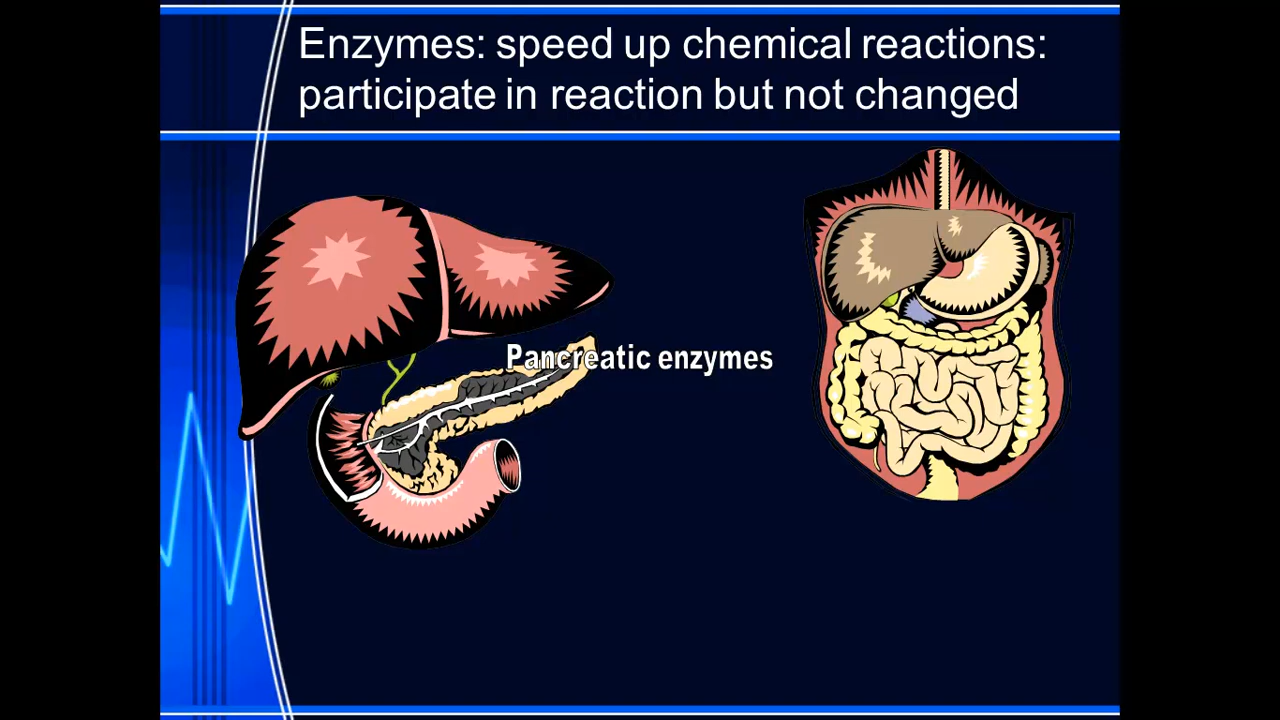 Enzymes: speed up chemical reactions:
participate in reaction but not changed
Pancreatic enzymes